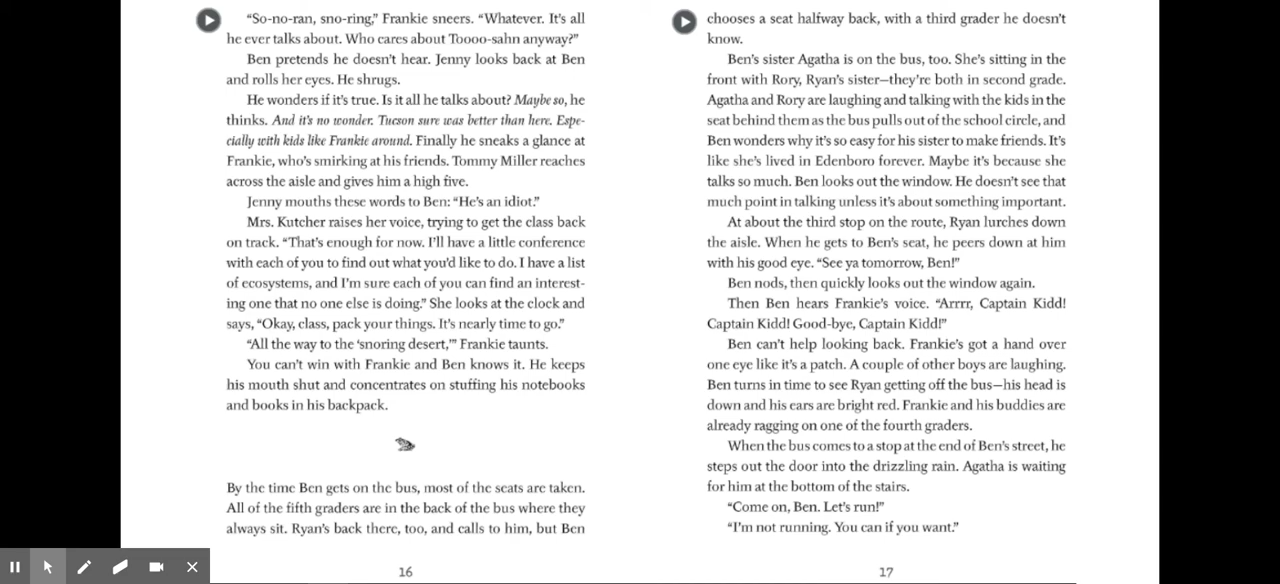 “So-no-ran, sno-ring,” Frankie sneers. “Whatever. It’s all
he ever talks about. Who cares about Toooo-sahn anyway?”
Ben pretends he doesn’t hear. Jenny looks back at Ben
and rolls her eyes. He shrugs.
He wonders if it’s true. Is it all he talks about? Maybe so, he
thinks. And it’s no wonder. Tucson sure was better than here. Espe-
cially with kids like Frankie around. Finally he sneaks a glance at
Frankie, who’s smirking at his friends. Tommy Miller reaches
across the aisle and gives him a high five.
Jenny mouths these words to Ben: “He’s an idiot.”
Mrs. Kutcher raises her voice, trying to get the class back
on track. “That’s enough for now. I’ll have a little conference
with each of you to find out what you’d like to do. I have a list
of ecosystems, and I’m sure each of you can find an interest-
ing one that no one else is doing.” She looks at the clock and
says, “Okay, class, pack your things. It’s nearly time to go.”
“All the way to the ‘snoring desert,’” Frankie taunts.
You can’t win with Frankie and Ben knows it. He keeps
his mouth shut and concentrates on stuffing his notebooks
and books in his backpack.
By the time Ben gets on the bus, most of the seats are taken.
All of the fifth graders are in the back of the bus where they
always sit. Ryan’s back there, too, and calls to him, but Ben
16
chooses a seat halfway back, with a third grader he doesn’t
know.
Ben’s sister Agatha is on the bus, too. She’s sitting in the
front with Rory, Ryan’s sister—they’re both in second grade.
Agatha and Rory are laughing and talking with the kids in the
seat behind them as the bus pulls out of the school circle, and
Ben wonders why it’s so easy for his sister to make friends. It’s
like she’s lived in Edenboro forever. Maybe it’s because she
talks so much. Ben looks out the window. He doesn’t see that
much point in talking unless it’s about something important.
At about the third stop on the route, Ryan lurches down
the aisle. When he gets to Ben’s seat, he peers down at him
with his good eye. “See ya tomorrow, Ben!”
Ben nods, then quickly looks out the window again.
Then Ben hears Frankie’s voice. “Arrrr, Captain Kidd!
Captain Kidd! Good-bye, Captain Kidd!”
Ben can’t help looking back. Frankie’s got a hand over
one eye like it’s a patch. A couple of other boys are laughing.
Ben turns in time to see Ryan getting off the bus—his head is
down and his ears are bright red. Frankie and his buddies are
already ragging on one of the fourth graders.
When the bus comes to a stop at the end of Ben’s street, he
steps out the door into the drizzling rain. Agatha is waiting
for him at the bottom of the stairs.
“Come on, Ben. Let’s run!”
“I’m not running. You can if you want.”
17